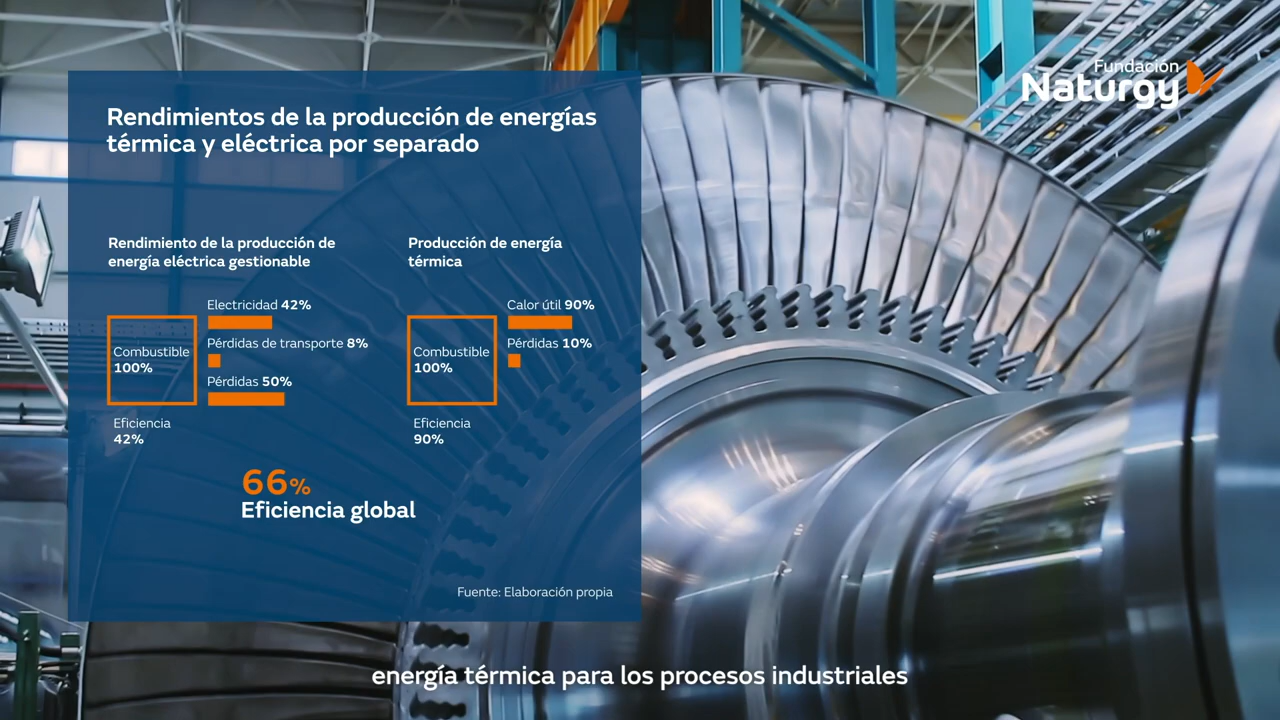 Fundación
Naturgy
Rendimientos de la producción de energías
térmica y eléctrica por separado
Rendimiento de la producción de
energía eléctrica gestionable
Electricidad 42%
Pérdidas de transporte 8%
Combustible
100%
Pérdidas 50%
Eficiencia
42%
Producción de energía
térmica
Calor útil 90%
Pérdidas 10%
Combustible
100%
Eficiencia
90%
66%
Eficiencia global
Fuente: Elaboración propia
energía térmica para los procesos industriales